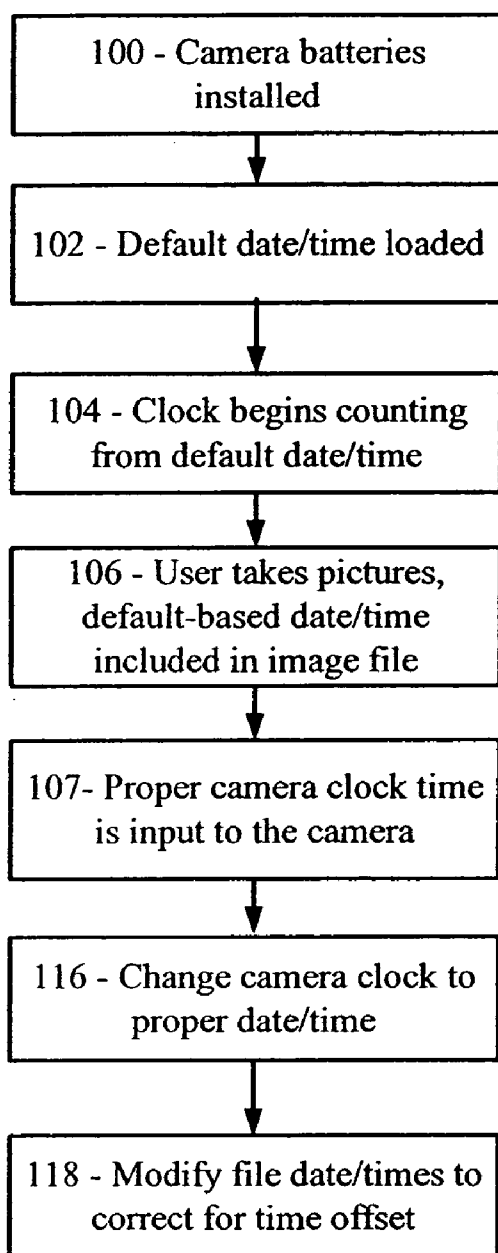 100 - Camera batteries
installed
102 - Default date/time loaded
104 - Clock begins counting
from default date/time
106 - User takes pictures,
default-based date/time
included in image file
107- Proper camera clock time
is input to the camera
116 - Change camera clock to
proper date/time
118 - Modify file date/times to
correct for time offset